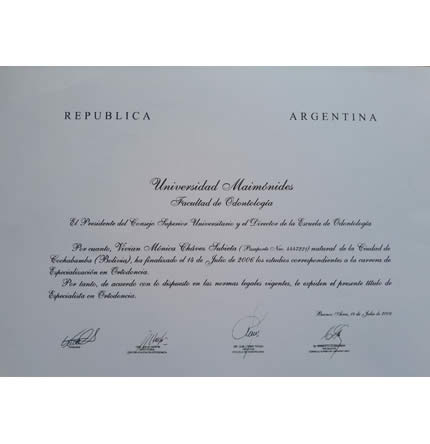 REPUBLICA ARGENTINA
Universidad Maimónides
Facultad de Odontología
El Presidente del Consejo Superior Universitario y el Director de la Escuela de Odontología
Por cuanto, Vivian Mónica Cháves Subieta (Pasaporte Nro. ) natural de la Ciudad de
Cochabamba (Bolivia), ha finalizado el 14 de Julio de 2006 los estudios correspondientes a la carrera de
Especialización en Ortodoncia.
Por tanto, de acuerdo con lo dispuesto en las normas legales vigentes, le expiden el presente título de
Especialista en Ortodoncia.
Buenos Aires, 14 de Julio de 2006